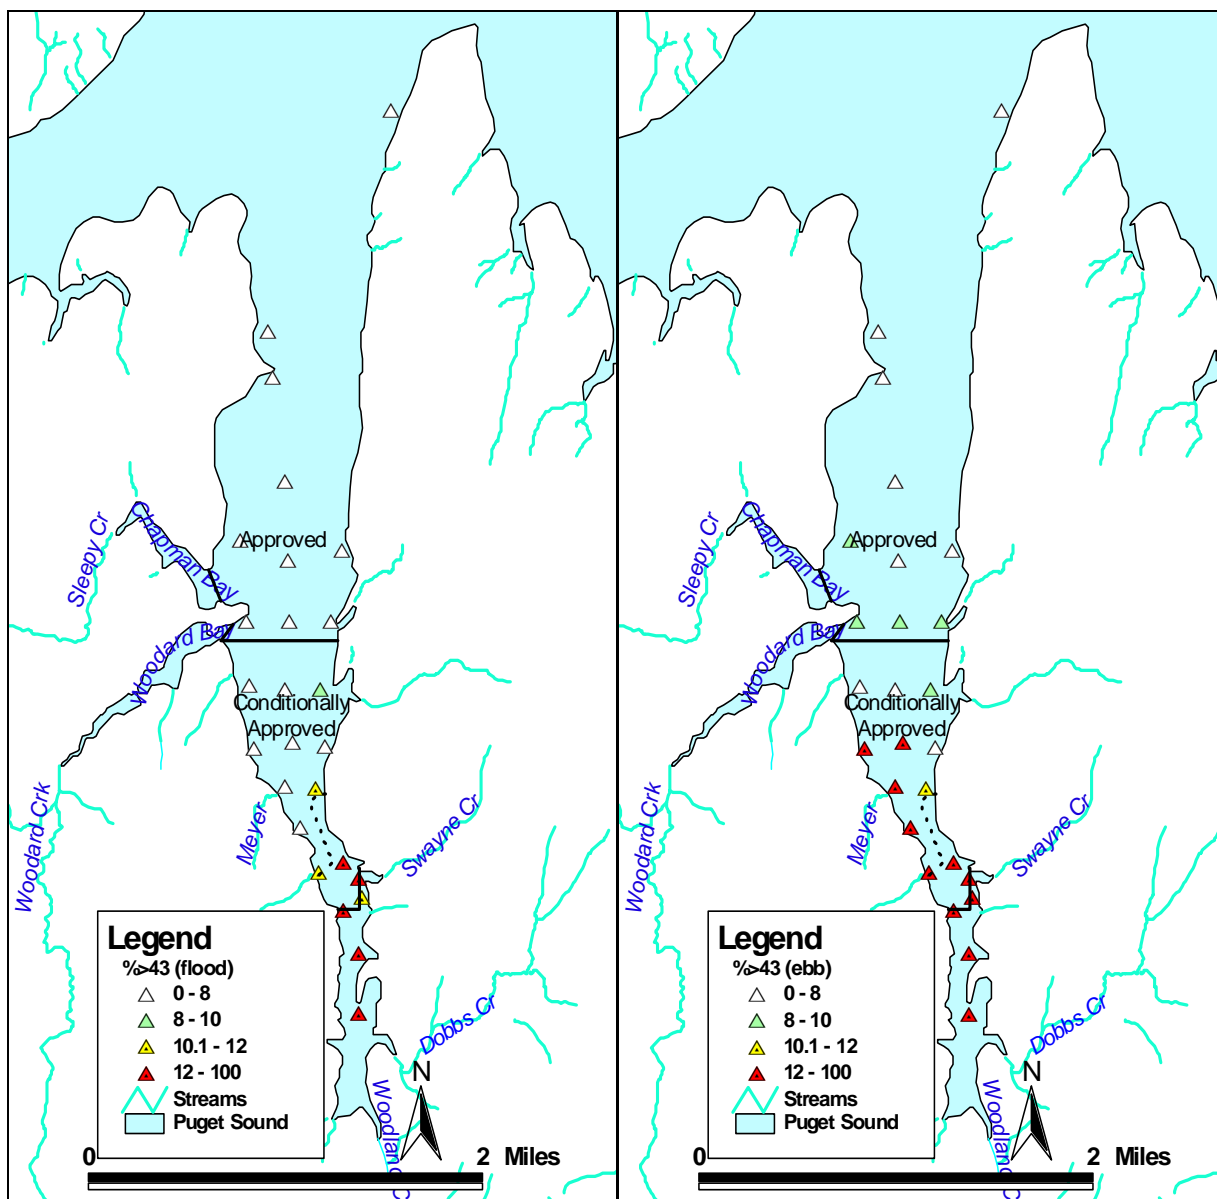 Approved
Chapman Bay
Sleepy Cr
Woodard Bay
Conditionally
Approved
Meyer
Swayne Cr
Woodard Crk
Legend
%>43 (flood)
0 - 8
8 - 10
10.1 - 12
12 - 100
Streams
Puget Sound
Dobbs Cr
N
0
2 Miles
Approved
Chapman Bay
Sleepy Cr
Woodard Bay
Conditionally
Approved
Meyer
Swayne Cr
Woodard Crk
Legend
%>43 (ebb)
0 - 8
8 - 10
10.1 - 12
12 - 100
Streams
Puget Sound
Dobbs Cr
N
0
2 Miles